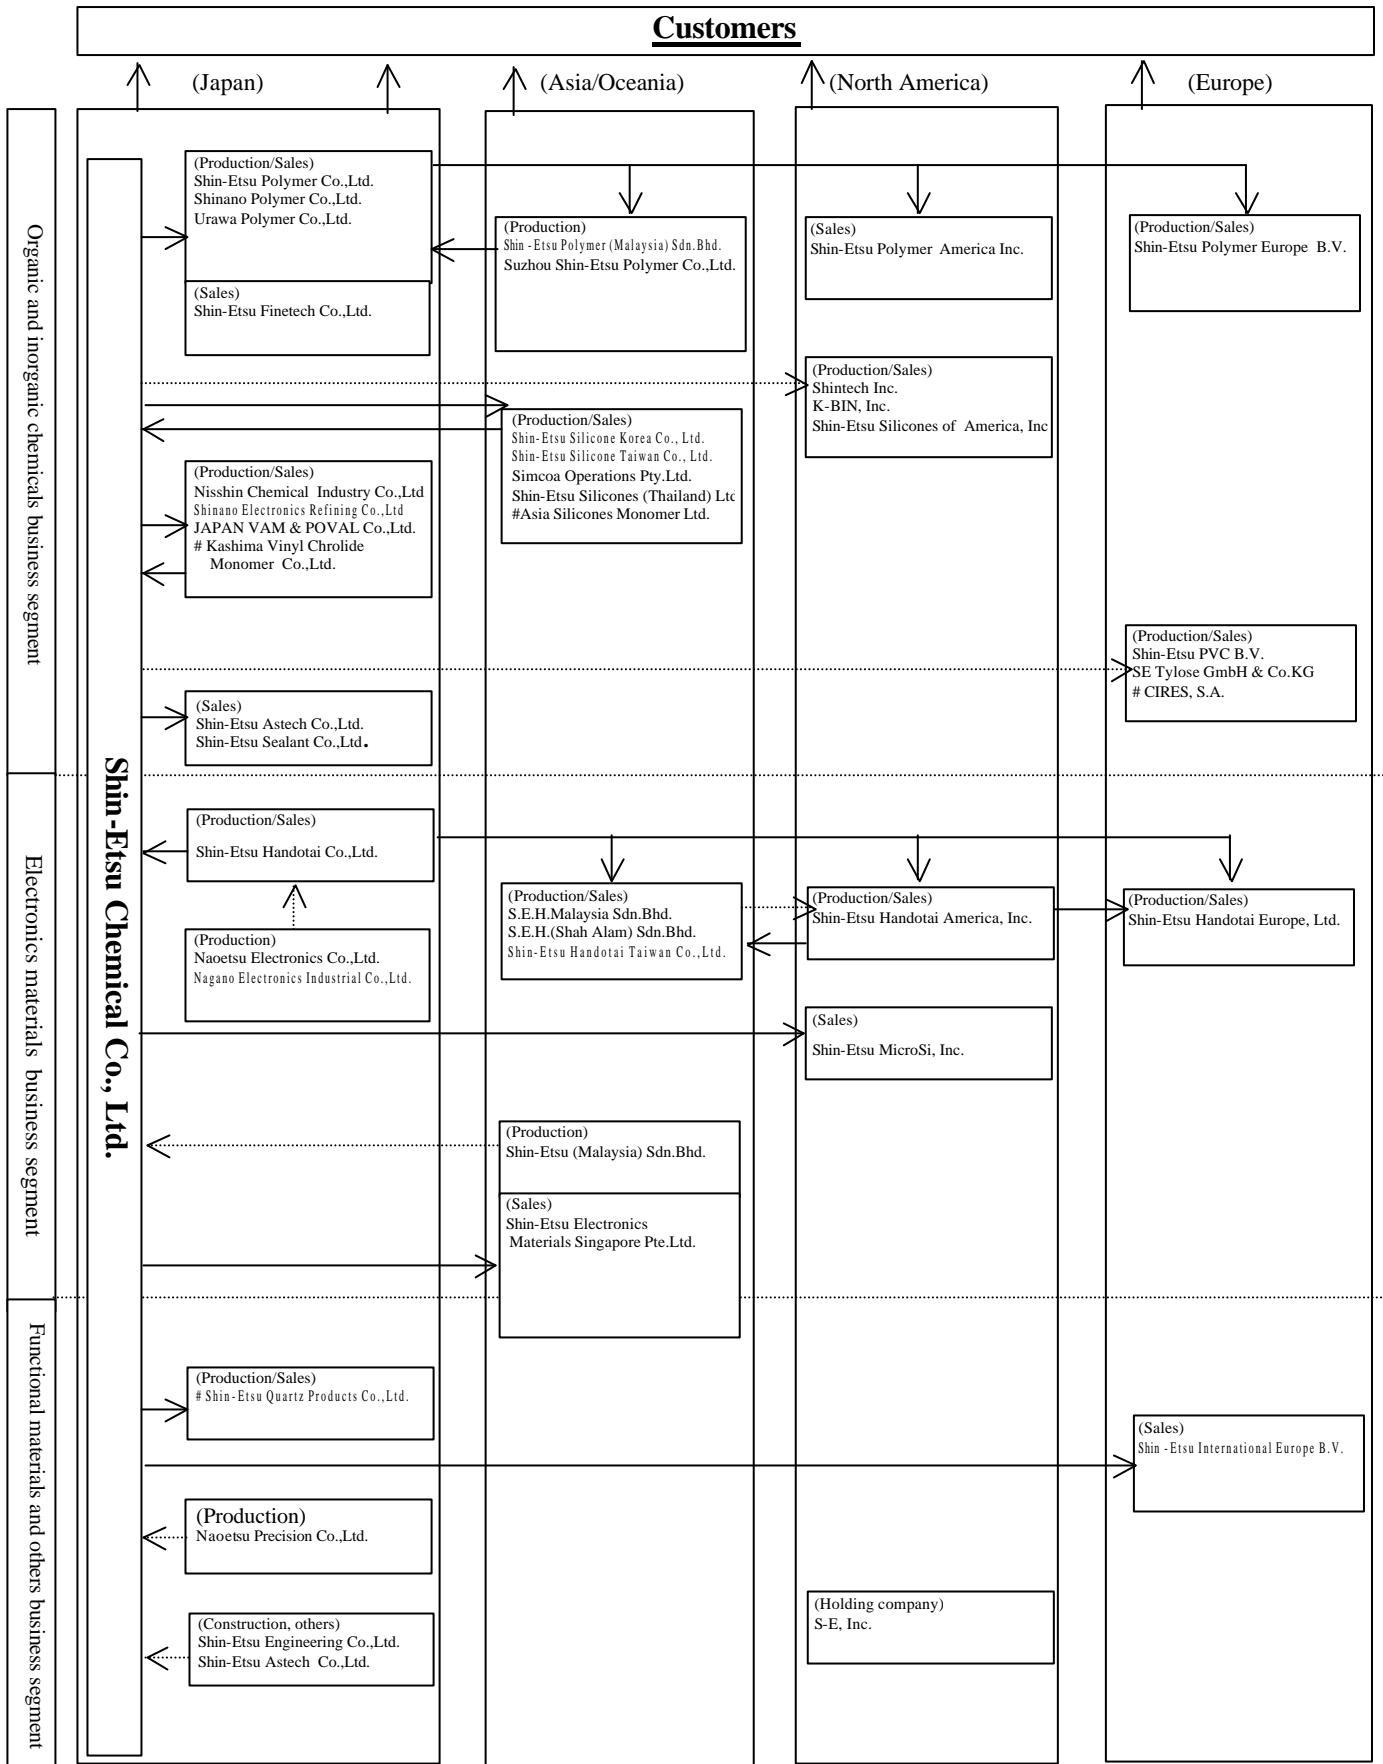 Customers
(Japan)
(Asia/Oceania)
(North America)
(Europe)
Organic and inorganic chemicals business segment
Shin-Etsu Chemical Co., Ltd.
(Production/Sales)
Shin-Etsu Polymer Co.,Ltd.
Shinano Polymer Co.,Ltd.
Urawa Polymer Co.,Ltd.
(Sales)
Shin-Etsu Finetech Co.,Ltd.
(Production)
Shin-Etsu Polymer (Malaysia) Sdn.Bhd.
Suzhou Shin-Etsu Polymer Co.,Ltd.
(Sales)
Shin-Etsu Polymer America Inc.
(Production/Sales)
Shin-Etsu Polymer Europe B.V.
(Production/Sales)
Shintech Inc.
K-BIN, Inc.
Shin-Etsu Silicones of America, Inc
(Production/Sales)
Shin-Etsu Silicone Korea Co., Ltd.
Shin-Etsu Silicone Taiwan Co., Ltd.
Simcoa Operations Pty.Ltd.
Shin-Etsu Silicones (Thailand) Ltd
#Asia Silicones Monomer Ltd.
(Production/Sales)
Nisshin Chemical Industry Co.,Ltd
Shinano Electronics Refining Co.,Ltd
JAPAN VAM & POVAL Co.,Ltd.
# Kashima Vinyl Chrolide
Monomer Co.,Ltd.
(Production/Sales)
Shin-Etsu PVC B.V.
SE Tylose GmbH & Co.KG
# CIRES, S.A.
(Sales)
Shin-Etsu Astech Co.,Ltd.
Shin-Etsu Sealant Co.,Ltd.
Electronics materials business segment
(Production/Sales)
Shin-Etsu Handotai Co.,Ltd.
(Production)
Naoetsu Electronics Co.,Ltd.
Nagano Electronics Industrial Co.,Ltd.
(Production/Sales)
S.E.H.Malaysia Sdn.Bhd.
S.E.H.(Shah Alam) Sdn.Bhd.
Shin-Etsu Handotai Taiwan Co.,Ltd.
(Production/Sales)
Shin-Etsu Handotai America, Inc.
(Production/Sales)
Shin-Etsu Handotai Europe, Ltd.
(Sales)
Shin-Etsu MicroSi, Inc.
(Production)
Shin-Etsu (Malaysia) Sdn.Bhd.
(Sales)
Shin-Etsu Electronics
Materials Singapore Pte.Ltd.
Functional materials and others business segment
(Production/Sales)
# Shin-Etsu Quartz Products Co.,Ltd.
(Sales)
Shin-Etsu International Europe B.V.
(Production)
Naoetsu Precision Co.,Ltd.
(Holding company)
S-E, Inc.
(Construction, others)
Shin-Etsu Engineering Co.,Ltd.
Shin-Etsu Astech Co.,Ltd.